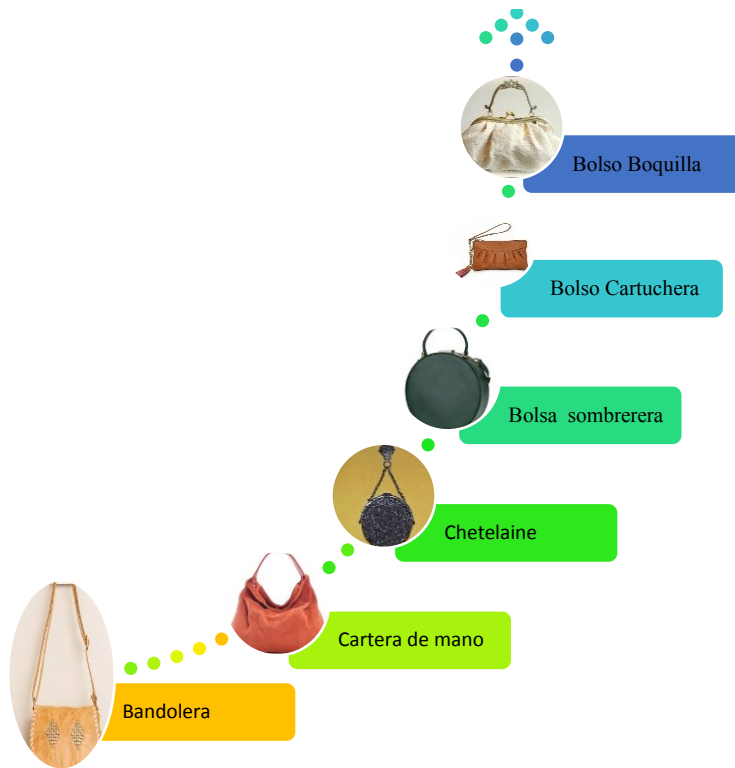 Bolso Boquilla
Bolso Cartuchera
Bolsa sombrerera
Chetelaine
Cartera de mano
Bandolera